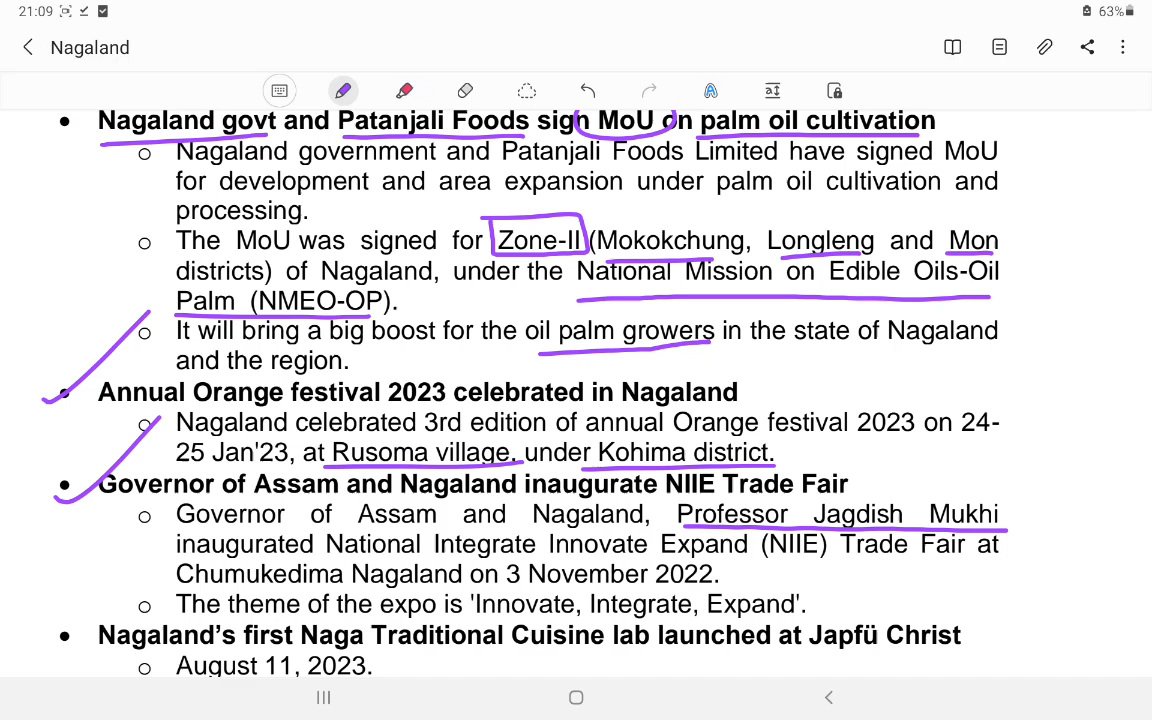 21:09
63%
Nagaland
• Nagaland govt and Patanjali Foods sign MoU on palm oil cultivation
o Nagaland government and Patanjali Foods Limited have signed MoU
for development and area expansion under palm oil cultivation and
processing.
o The MoU was signed for Zone-II (Mokokchung, Longleng and Mon
districts) of Nagaland, under the National Mission on Edible Oils-Oil
Palm (NMEO-OP).
o It will bring a big boost for the oil palm growers in the state of Nagaland
and the region.
• Annual Orange festival 2023 celebrated in Nagaland
o Nagaland celebrated 3rd edition of annual Orange festival 2023 on 24-
25 Jan'23, at Rusoma village, under Kohima district.
• Governor of Assam and Nagaland inaugurate NIIE Trade Fair
o Governor of Assam and Nagaland, Professor Jagdish Mukhi
inaugurated National Integrate Innovate Expand (NIIE) Trade Fair at
Chumukedima Nagaland on 3 November 2022.
o The theme of the expo is 'Innovate, Integrate, Expand'.
• Nagaland’s first Naga Traditional Cuisine lab launched at Japfü Christ
o August 11, 2023.